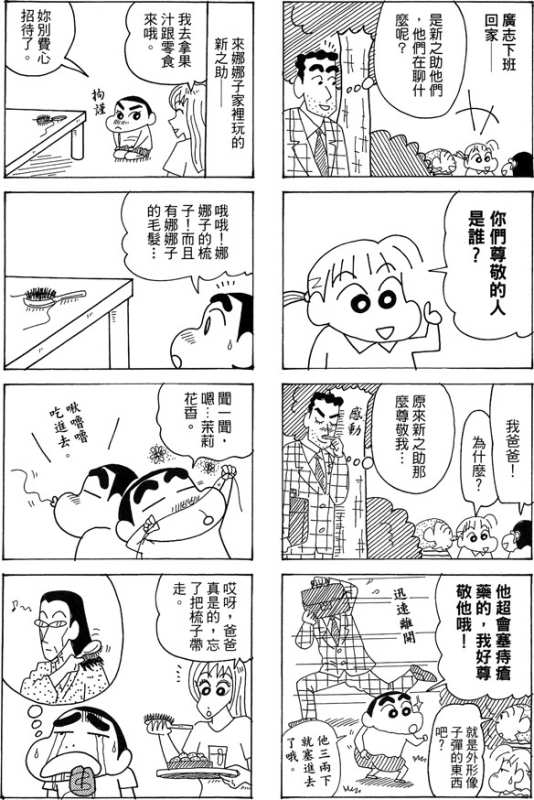 廣志下班
回家——
是新之助他們
，他們在聊什
麼呢？
你們尊敬的人
是誰？
我爸爸！
為什麼？
原來新之助那
麼尊敬我…
感動
他超會塞痔瘡
藥的，我好尊
敬他哦！
迅速離開
就是外形像
子彈的東西
吧？
他三兩下
就塞進去
了哦。
來娜娜子家裡玩的
新之助——
我去拿果
汁跟零食
來哦。
拘謹
妳別費心
招待了。
哦哦！娜
娜子的梳
子！而且
有娜娜子
的毛髮…
聞一聞，
嗯…茉莉
花香。
啾嚕嚕
吃進去。
哎呀，爸爸
真是的，忘
了把梳子帶
走。